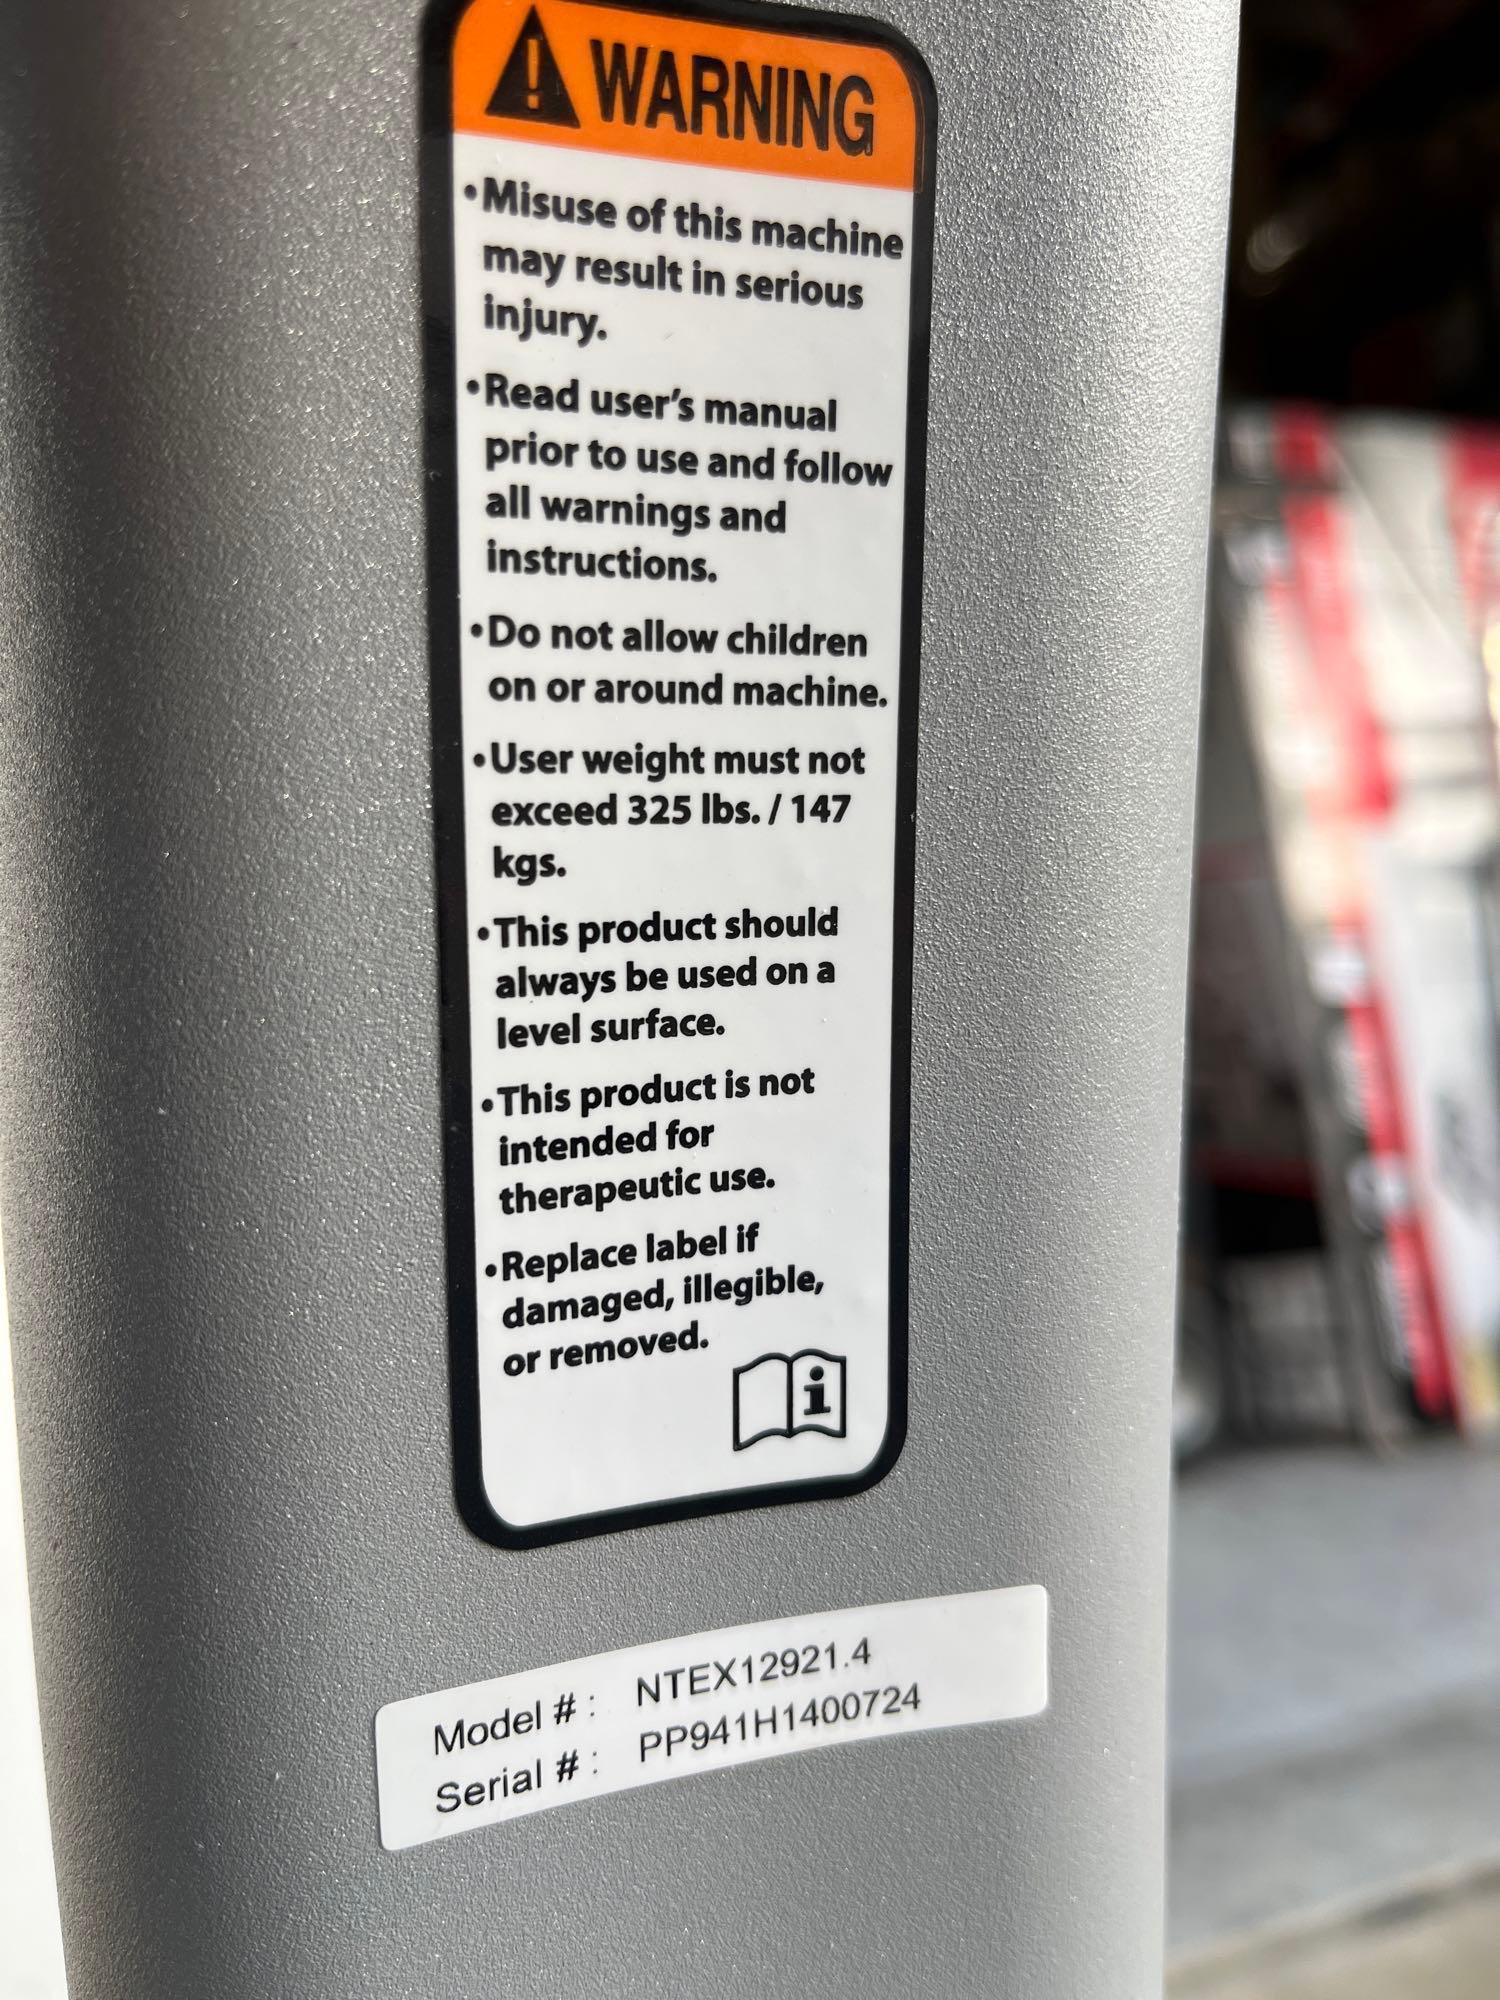 WARNING
•Misuse of this machine
may result in serious
injury.
•Read user's manual
prior to use and follow
all warnings and
instructions.
•Do not allow children
on or around machine.
•User weight must not
exceed 325 lbs. / 147
kgs.
•This product should
always be used on a
level surface.
•This product is not
intended for
therapeutic use.
•Replace label if
damaged, illegible,
or removed.
Model # : NTEX12921.4
Serial # : PP941H1400724